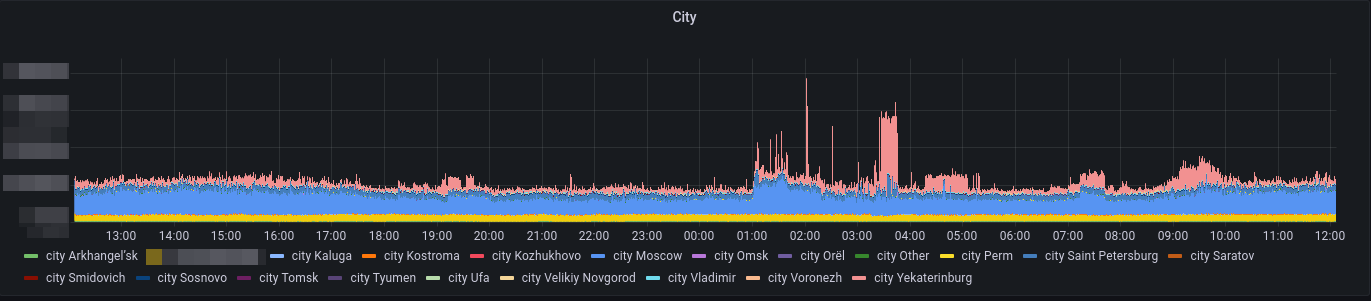 City
13:00 14:00 15:00 16:00 17:00 18:00 19:00 20:00 21:00 22:00 23:00 00:00 01:00 02:00 03:00 04:00 05:00 06:00 07:00 08:00 09:00 10:00 11:00 12:00
city Arkhangel'sk city Kaluga city Kostroma city Kozhukhovo city Moscow city Omsk city Orël city Other city Perm city Saint Petersburg city Saratov
city Smidovich city Sosnovo city Tomsk city Tyumen city Ufa city Velikiy Novgorod city Vladimir city Voronezh city Yekaterinburg